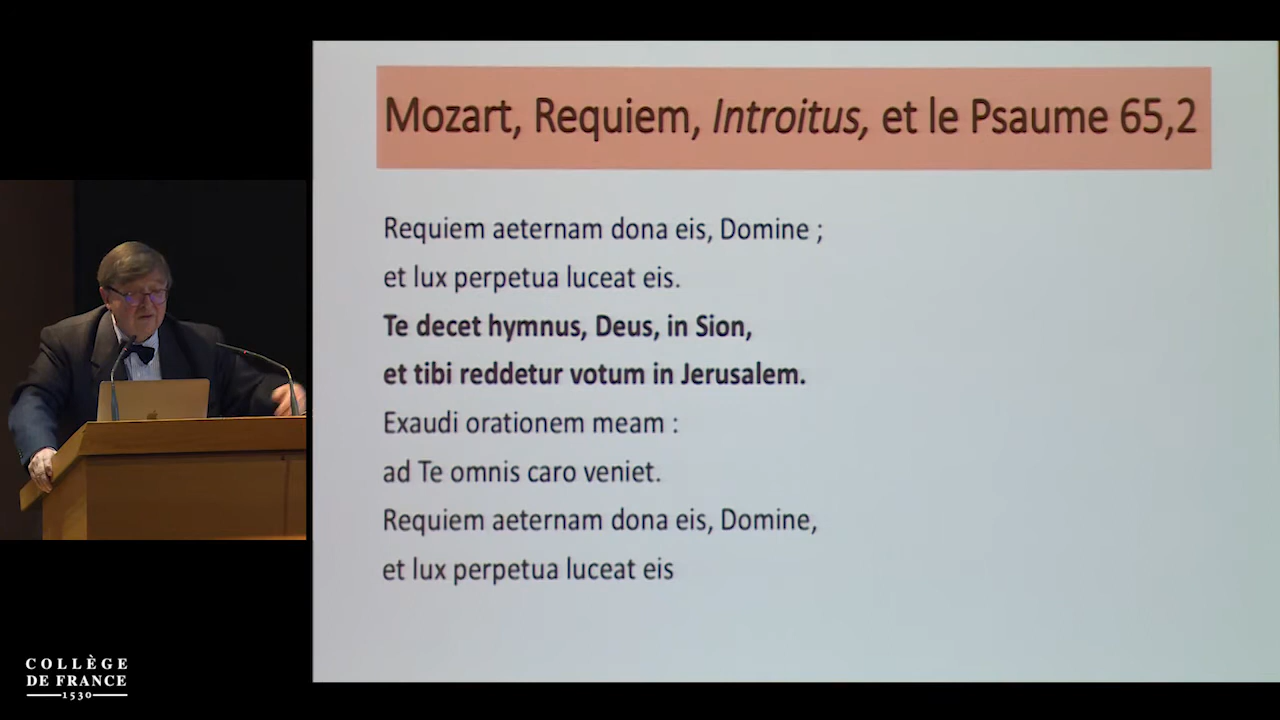 Mozart, Requiem, Introitus, et le Psaume 65,2
Requiem aeternam dona eis, Domine ;
et lux perpetua luceat eis.
Te decet hymnus, Deus, in Sion,
et tibi reddetur votum in Jerusalem.
Exaudi orationem meam :
ad Te omnis caro veniet.
Requiem aeternam dona eis, Domine,
et lux perpetua luceat eis
COLLÈGE
DE FRANCE
1530